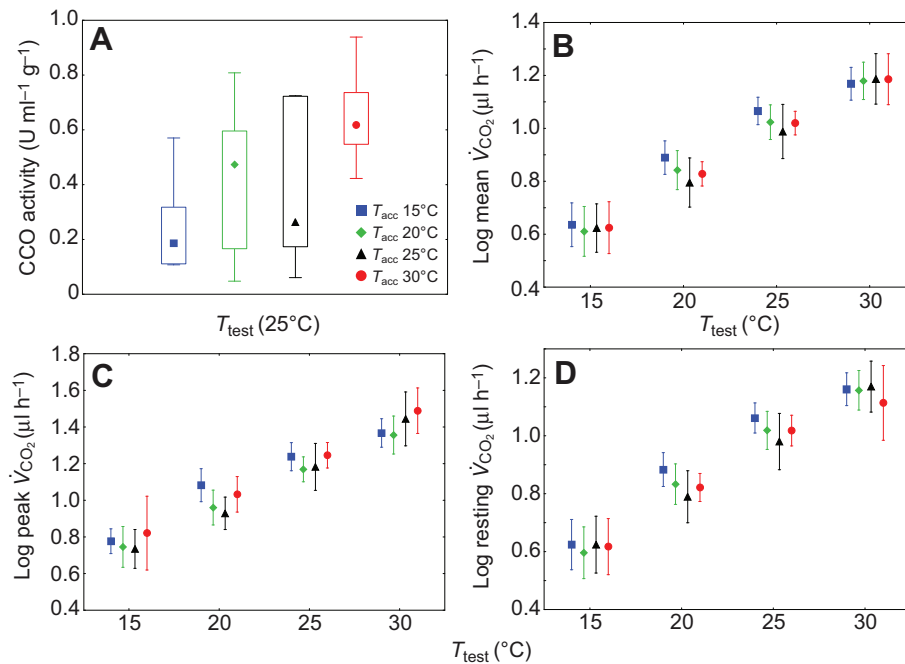 A
CCO activity (U ml–1 g–1)
1.0
0.8
0.6
0.4
0.2
0
Tacc 15°C
Tacc 20°C
Tacc 25°C
Tacc 30°C
Ttest (25°C)
B
Log mean V̇CO2 (µl h–1)
1.4
1.2
1.0
0.8
0.6
0.4
15 20 25 30
Ttest (°C)
C
Log peak V̇CO2 (µl h–1)
1.8
1.6
1.4
1.2
1.0
0.8
0.6
0.4
15 20 25 30
D
Log resting V̇CO2 (µl h–1)
1.2
1.0
0.8
0.6
0.4
15 20 25 30
Ttest (°C)